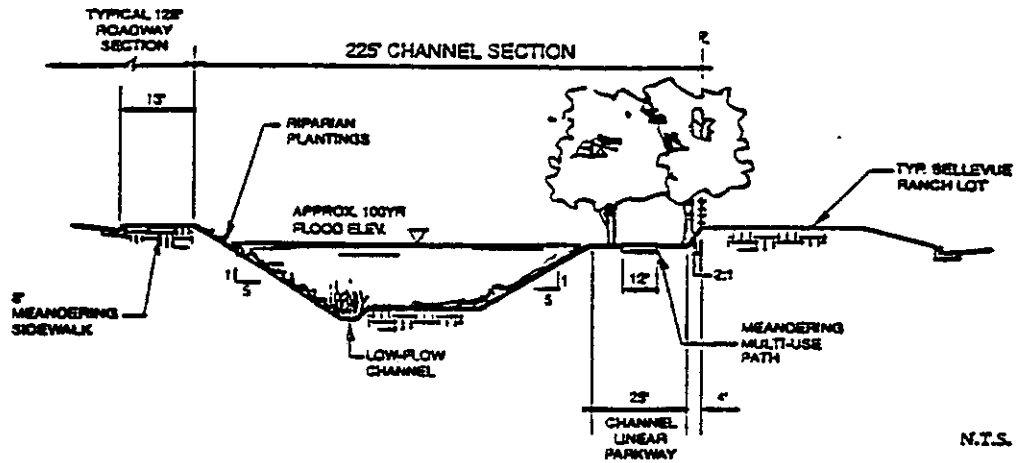 TYPICAL 128'
ROADWAY
SECTION
225' CHANNEL SECTION
PL
13'
RIPARIAN
PLANTINGS
TYP. BELLEVUE
RANCH LOT
APPROX. 100YR
FLOOD ELEV.
1
5
1
5
12'
2:1
8'
MEANDERING
SIDEWALK
LOW-FLOW
CHANNEL
MEANDERING
MULTI-USE
PATH
25'
4'
CHANNEL
LINEAR
PARKWAY
N.T.S.